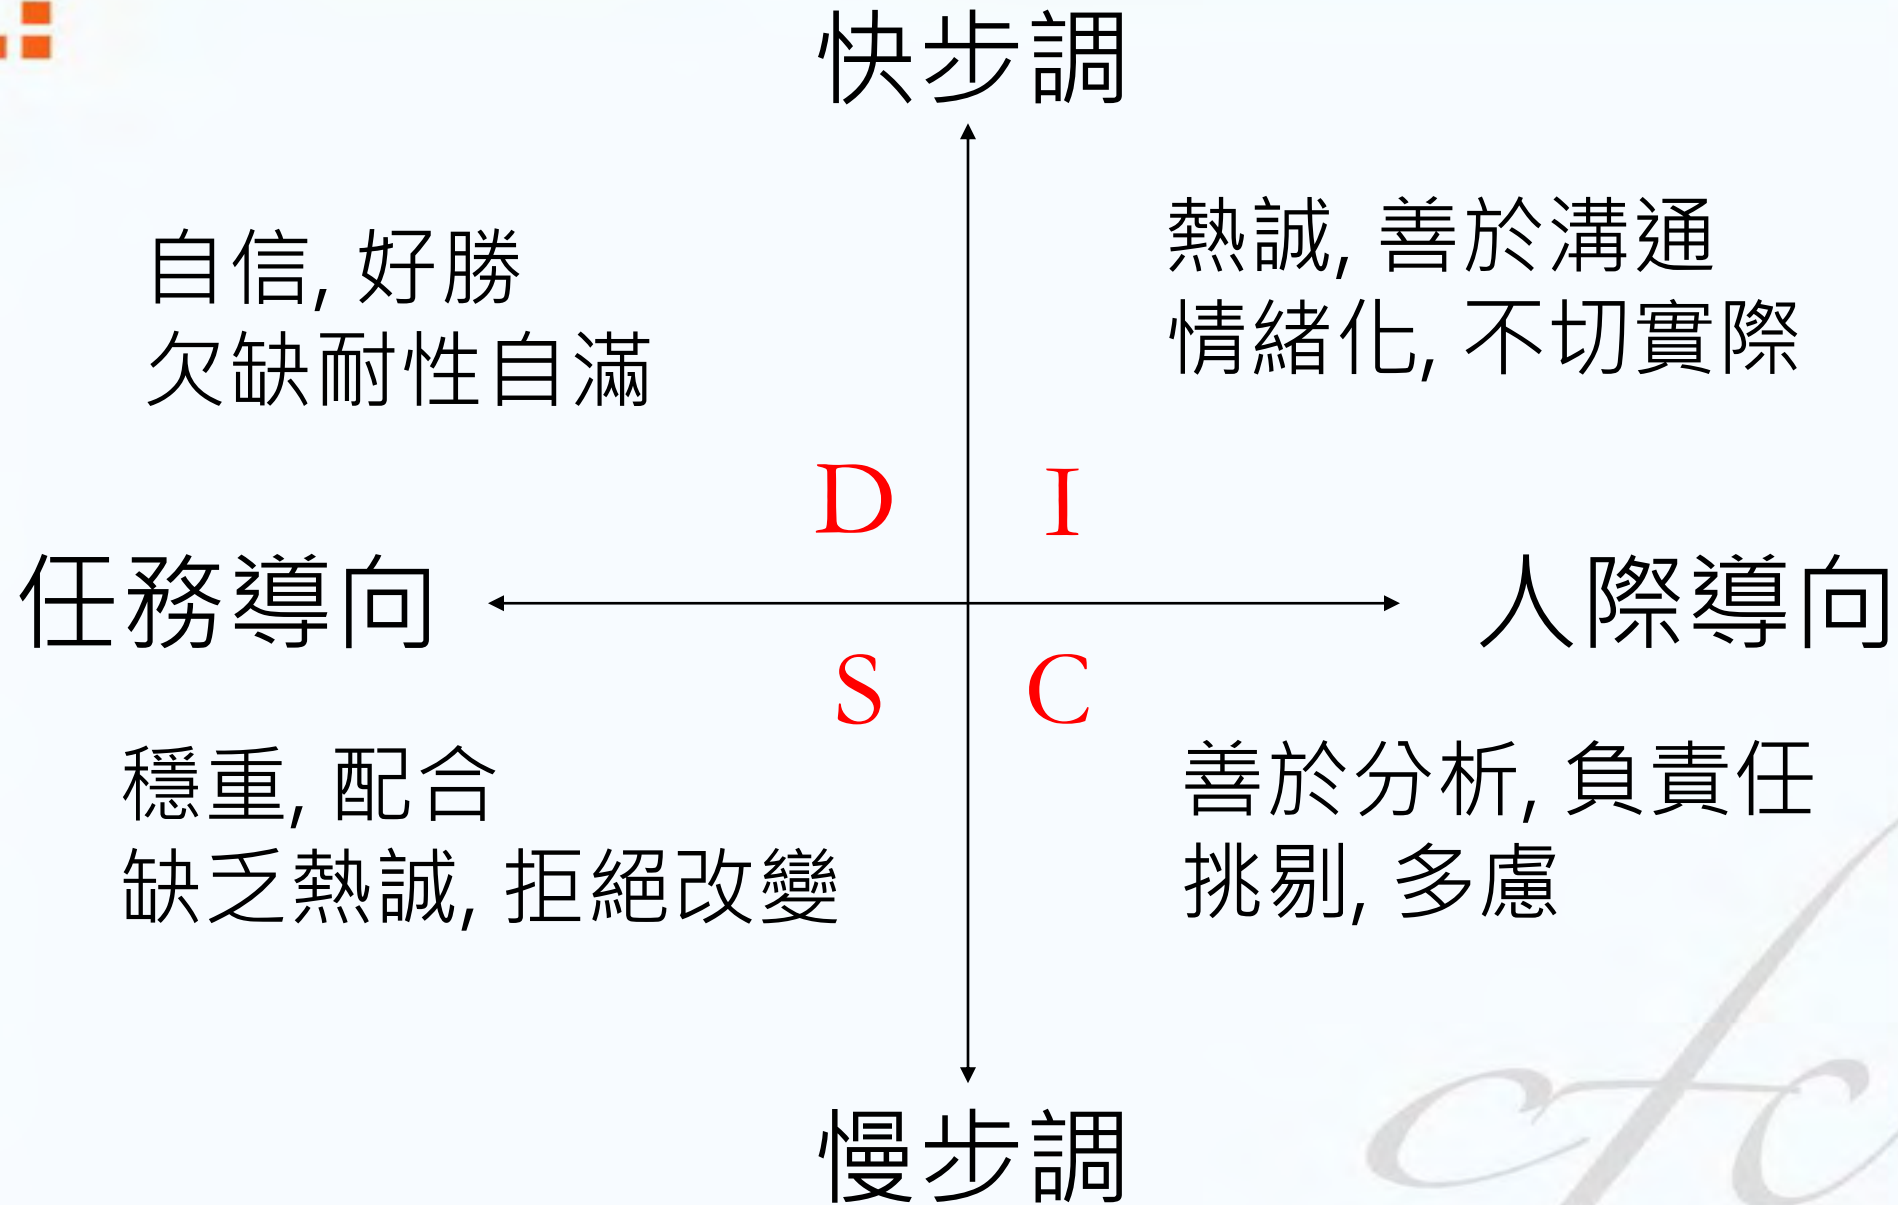 快步調
自信, 好勝
欠缺耐性自滿
熱誠, 善於溝通
情緒化, 不切實際
D
I
任務導向
人際導向
S
C
穩重, 配合
缺乏熱誠, 拒絕改變
善於分析, 負責任
挑剔, 多慮
慢步調
cfc